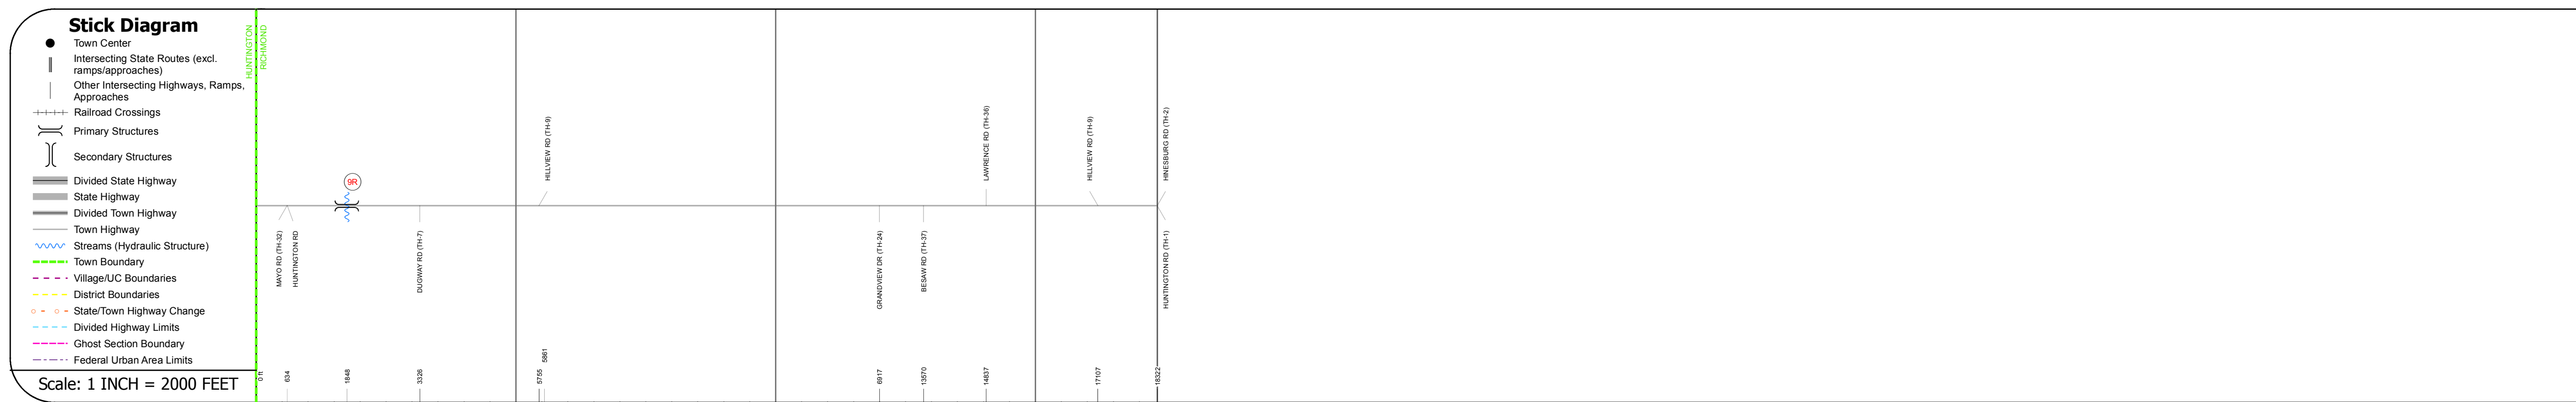 Stick Diagram
Town Center
Intersecting State Routes (excl.
ramps/approaches)
Other Intersecting Highways, Ramps,
Approaches
Railroad Crossings
Primary Structures
Secondary Structures
Divided State Highway
State Highway
Divided Town Highway
Town Highway
Streams (Hydraulic Structure)
Town Boundary
Village/UC Boundaries
District Boundaries
State/Town Highway Change
Divided Highway Limits
Ghost Section Boundary
Federal Urban Area Limits
Scale: 1 INCH = 2000 FEET
HUNTINGTON
RICHMOND
9R
HILLVIEW RD (TH-9)
LAWRENCE RD (TH-36)
HILLVIEW RD (TH-9)
HINESBURG RD (TH-2)
MAYO RD (TH-32)
HUNTINGTON RD
DUGWAY RD (TH-7)
GRANDVIEW DR (TH-24)
BESAW RD (TH-37)
HUNTINGTON RD (TH-1)
0 ft
634
1848
3326
5755
5861
6917
13570
14837
17107
18322